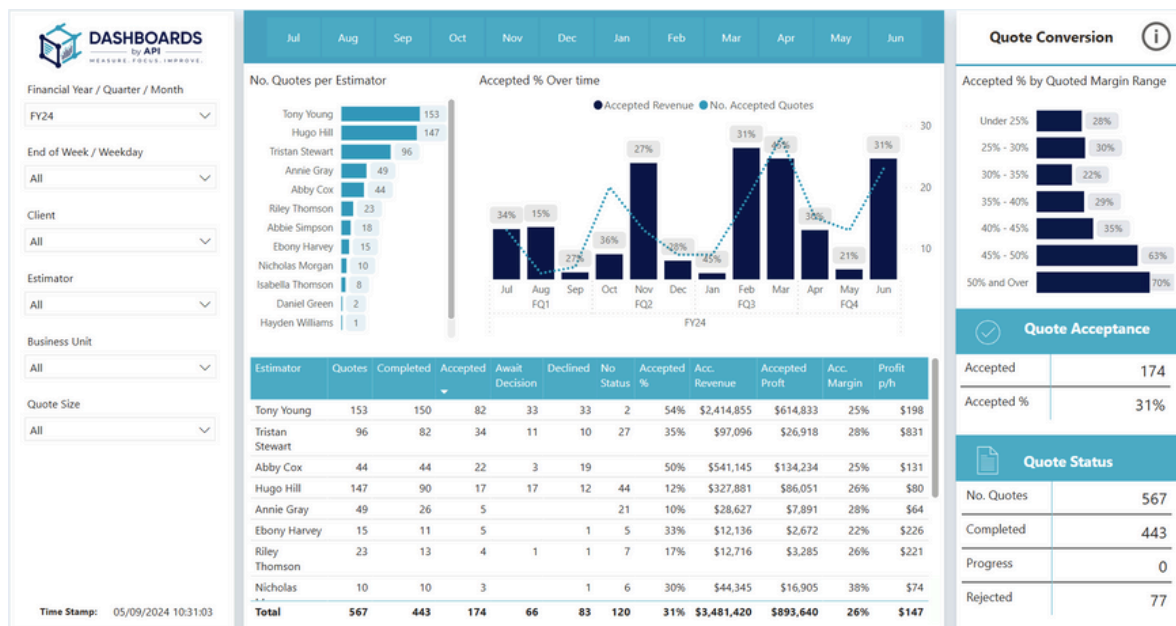 DASHBOARDS
by API
MEASURE. FOCUS. IMPROVE.
Financial Year / Quarter / Month
FY24
End of Week / Weekday
All
Client
All
Estimator
All
Business Unit
All
Quote Size
All
Time Stamp: 05/09/2024 10:31:03
Jul Aug Sep Oct Nov Dec Jan Feb Mar Apr May Jun
No. Quotes per Estimator
Tony Young 153
Hugo Hill 147
Tristan Stewart 96
Annie Gray 49
Abby Cox 44
Riley Thomson 23
Abbie Simpson 18
Ebony Harvey 15
Nicholas Morgan 10
Isabella Thomson 8
Daniel Green 2
Hayden Williams 1
Accepted % Over time
Accepted Revenue No. Accepted Quotes
30
20
10
34% 15% 27% 36% 27% 28% 45% 31% 45% 30% 21% 31%
Jul Aug Sep Oct Nov Dec Jan Feb Mar Apr May Jun
FQ1 FQ2 FQ3 FQ4
FY24
Estimator Quotes Completed Accepted Await Decision Declined No Status Accepted % Acc. Revenue Accepted Proft Acc. Margin Profit p/h
Tony Young 153 150 82 33 33 2 54% $2,414,855 $614,833 25% $198
Tristan Stewart 96 82 34 11 10 27 35% $97,096 $26,918 28% $831
Abby Cox 44 44 22 3 19 50% $541,145 $134,234 25% $131
Hugo Hill 147 90 17 17 12 44 12% $327,881 $86,051 26% $80
Annie Gray 49 26 5 21 10% $28,627 $7,891 28% $64
Ebony Harvey 15 11 5 1 5 33% $12,136 $2,672 22% $226
Riley Thomson 23 13 4 1 1 7 17% $12,716 $3,285 26% $221
Nicholas 10 10 3 1 6 30% $44,345 $16,905 38% $74
Total 567 443 174 66 83 120 31% $3,481,420 $893,640 26% $147
Quote Conversion i
Accepted % by Quoted Margin Range
Under 25% 28%
25% - 30% 30%
30% - 35% 22%
35% - 40% 29%
40% - 45% 35%
45% - 50% 63%
50% and Over 70%
Quote Acceptance
Accepted 174
Accepted % 31%
Quote Status
No. Quotes 567
Completed 443
Progress 0
Rejected 77